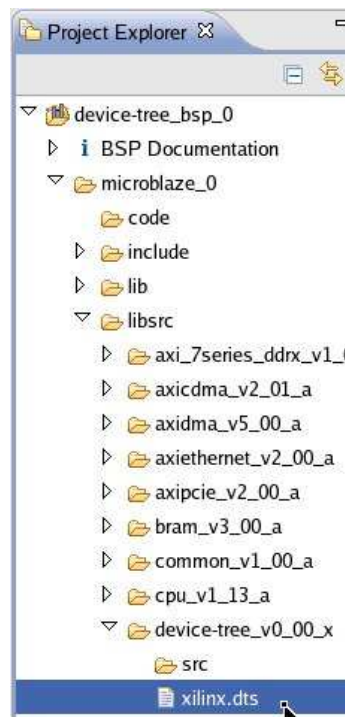 Project Explorer
device-tree_bsp_0
i BSP Documentation
microblaze_0
code
include
lib
libsrc
axi_7series_ddrx_v1_
axicdma_v2_01_a
axidma_v5_00_a
axiethernet_v2_00_a
axipcie_v2_00_a
bram_v3_00_a
common_v1_00_a
cpu_v1_13_a
device-tree_v0_00_x
src
xilinx.dts